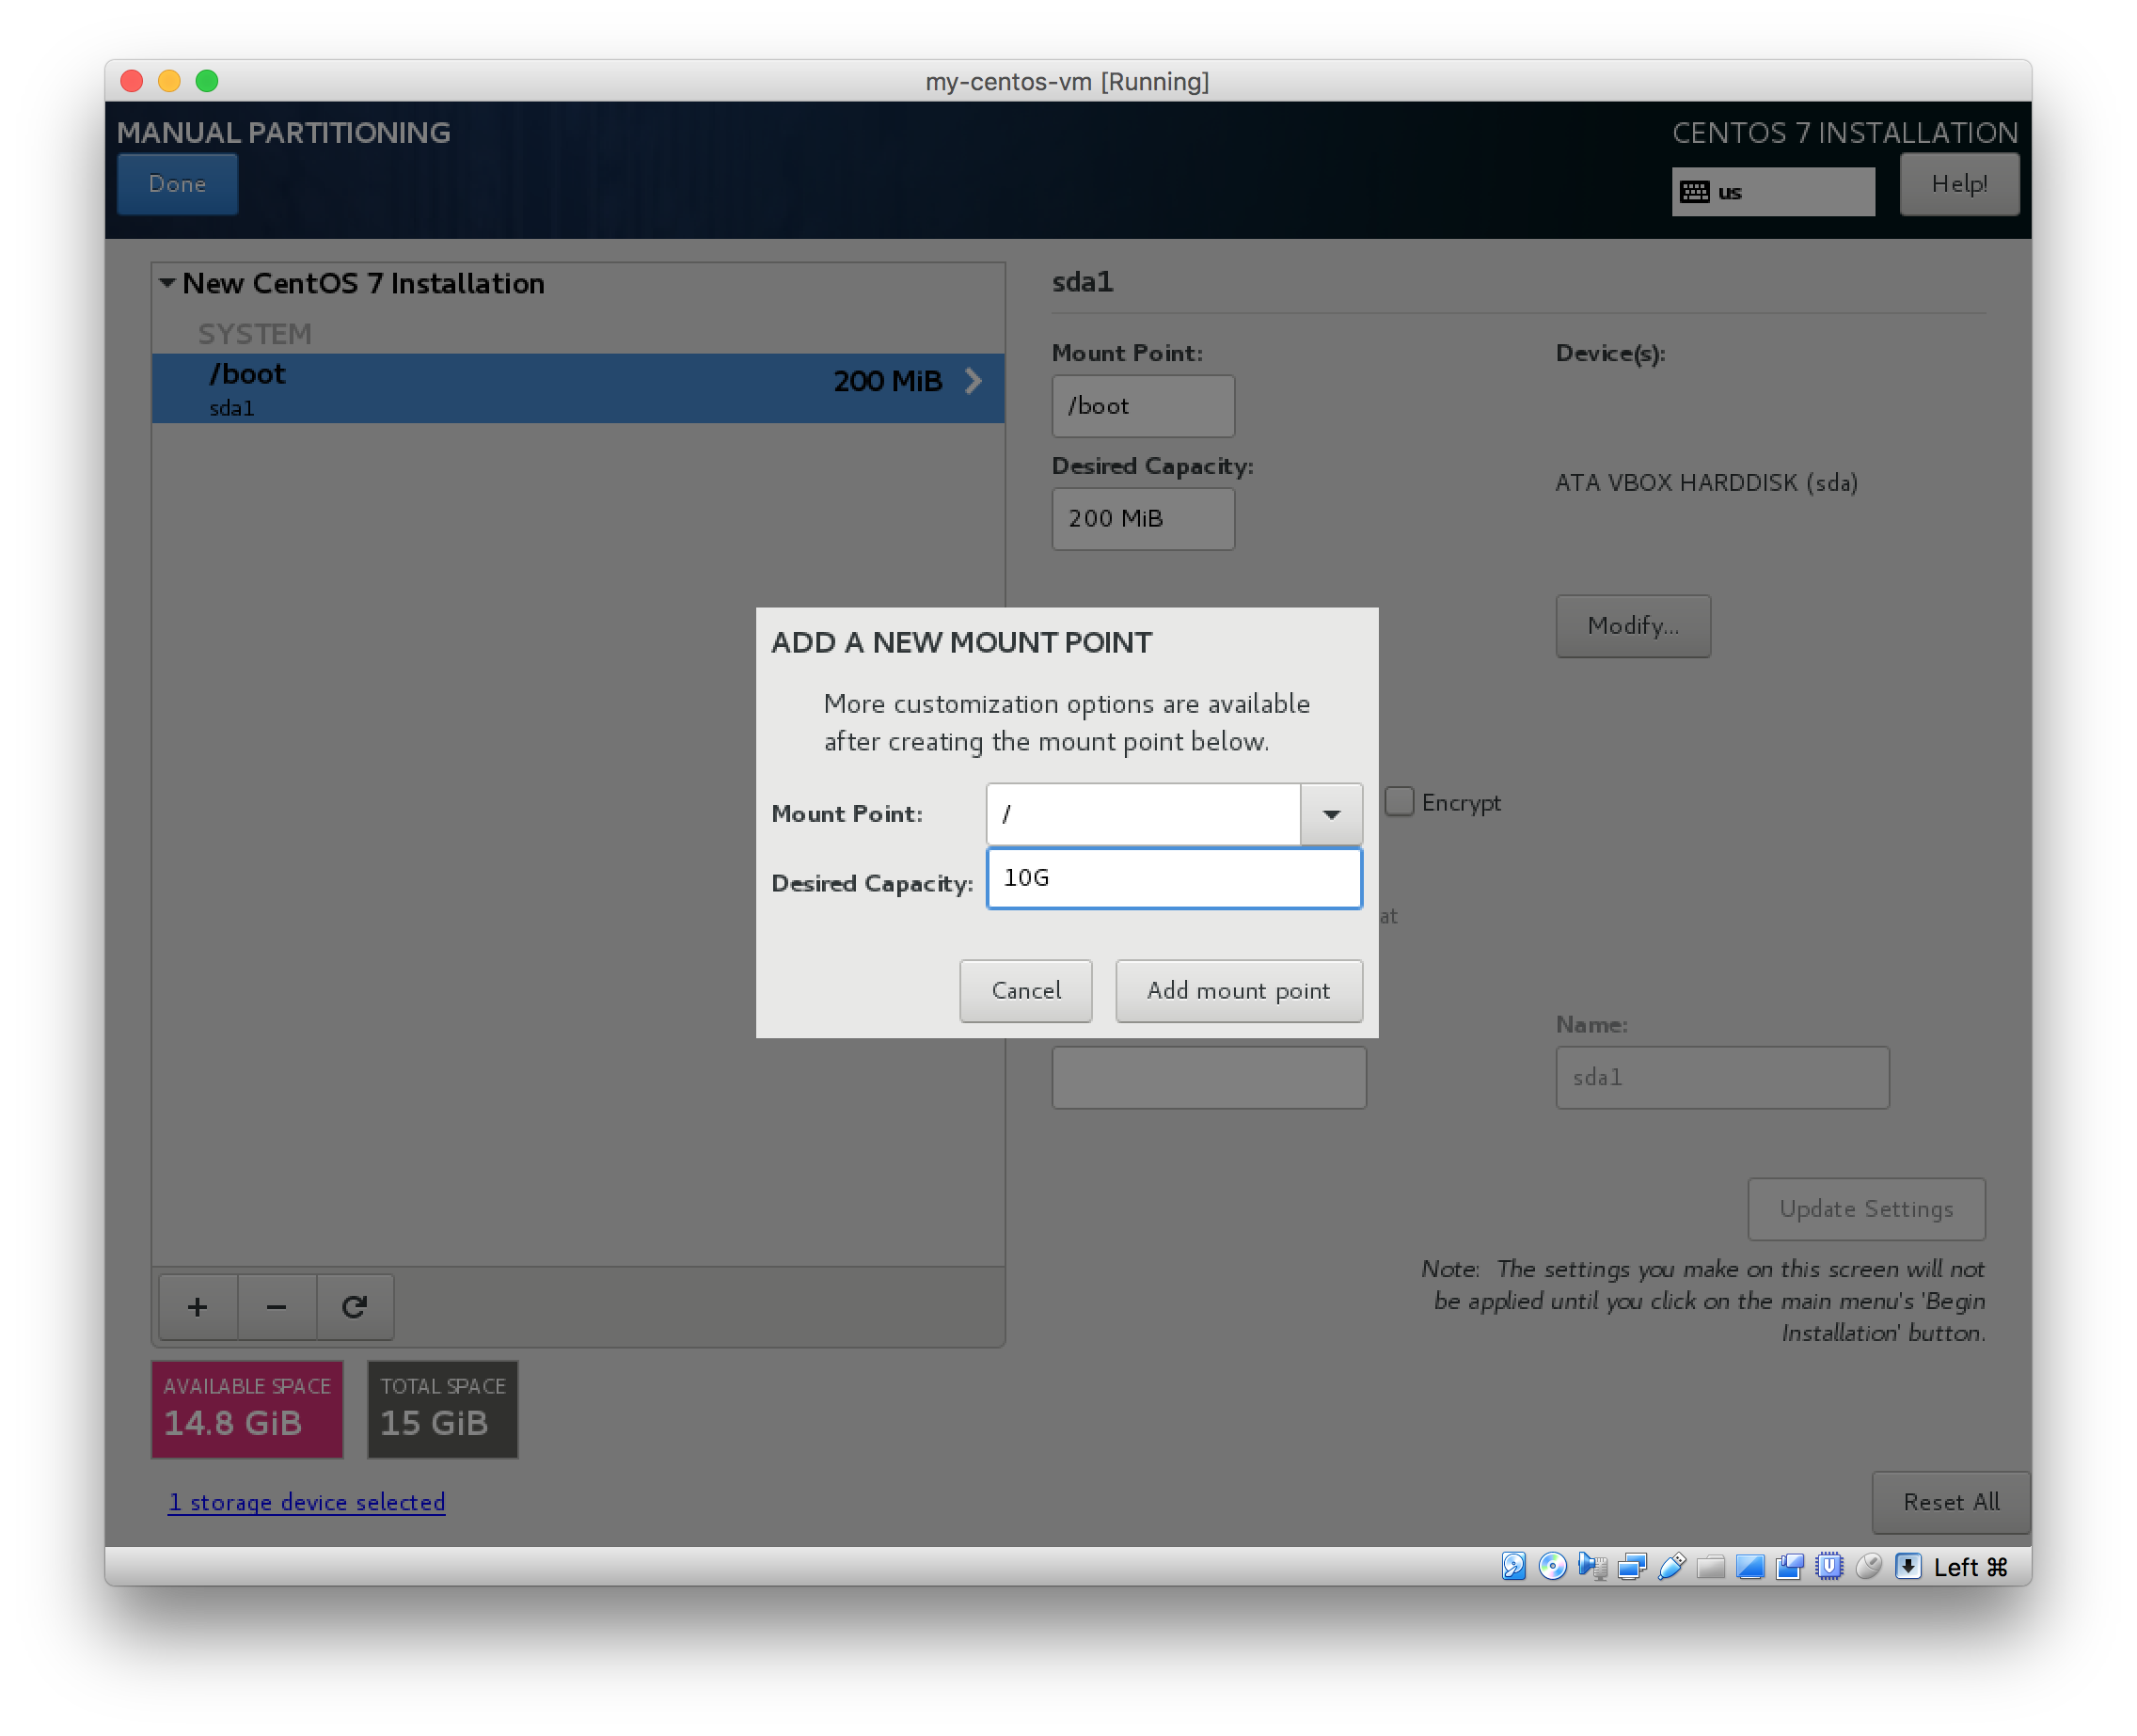 my-centos-vm [Running]
MANUAL PARTITIONING
CENTOS 7 INSTALLATION
Done
us
Help!
New CentOS 7 Installation
SYSTEM
/boot
200 MiB
sda1
sda1
Mount Point:
Device(s):
/boot
Desired Capacity:
ATA VBOX HARDDISK (sda)
200 MiB
Modify...
ADD A NEW MOUNT POINT
More customization options are available
after creating the mount point below.
Mount Point:
/
Encrypt
Desired Capacity:
10G
at
Cancel
Add mount point
Name:
sda1
Update Settings
Note: The settings you make on this screen will not
be applied until you click on the main menu's 'Begin
Installation' button.
+
−
AVAILABLE SPACE
14.8 GiB
TOTAL SPACE
15 GiB
1 storage device selected
Reset All
Left ⌘